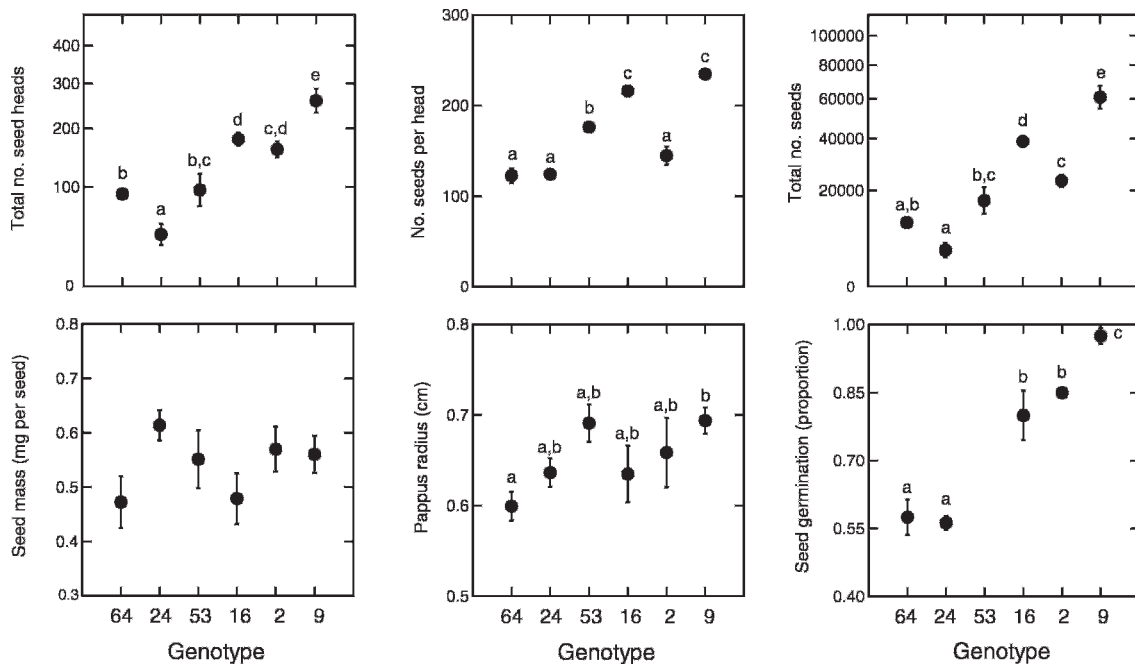 Total no. seed heads
400
300
200
100
0
b
a
b,c
d
c,d
e
No. seeds per head
300
200
100
0
a
a
b
c
a
c
Total no. seeds
100000
80000
60000
40000
20000
0
a,b
a
b,c
d
c
e
Seed mass (mg per seed)
0.8
0.7
0.6
0.5
0.4
0.3
64 24 53 16 2 9
Genotype
Pappus radius (cm)
0.8
0.7
0.6
0.5
a
a,b
a,b
a,b
a,b
b
64 24 53 16 2 9
Genotype
Seed germination (proportion)
1.00
0.85
0.70
0.55
0.40
a
a
b
b
c
64 24 53 16 2 9
Genotype